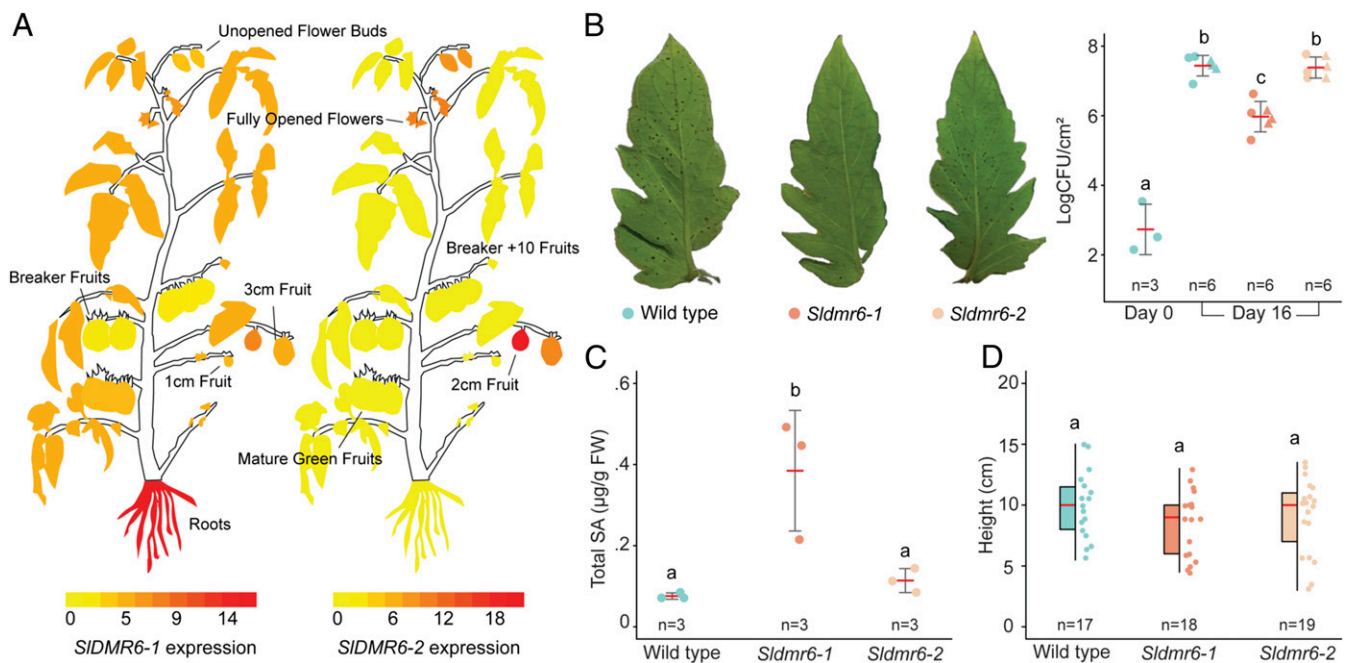 A
Unopened Flower Buds
Fully Opened Flowers
Breaker +10 Fruits
Breaker Fruits
3cm Fruit
1cm Fruit
2cm Fruit
Mature Green Fruits
Roots
0 5 9 14
SlDMR6-1 expression
0 6 12 18
SlDMR6-2 expression
B
Wild type
Sldmr6-1
Sldmr6-2
LogCFU/cm²
8
6
4
2
a
b
c
b
n=3 n=6 n=6 n=6
Day 0 Day 16
C
Total SA (µg/g FW)
.6
.4
.2
0
a
b
a
n=3 n=3 n=3
Wild type Sldmr6-1 Sldmr6-2
D
Height (cm)
20
15
10
5
0
a
a
a
n=17 n=18 n=19
Wild type Sldmr6-1 Sldmr6-2